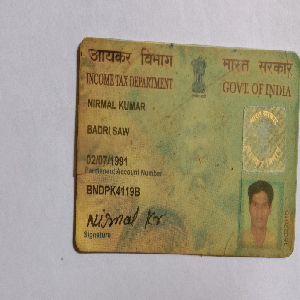 आयकर विभाग
भारत सरकार
INCOME TAX DEPARTMENT
GOVT. OF INDIA
NIRMAL KUMAR
BADRI SAW
02/07/1991
Permanent Account Number
BNDPK4119B
Nirmal Kr
Signature